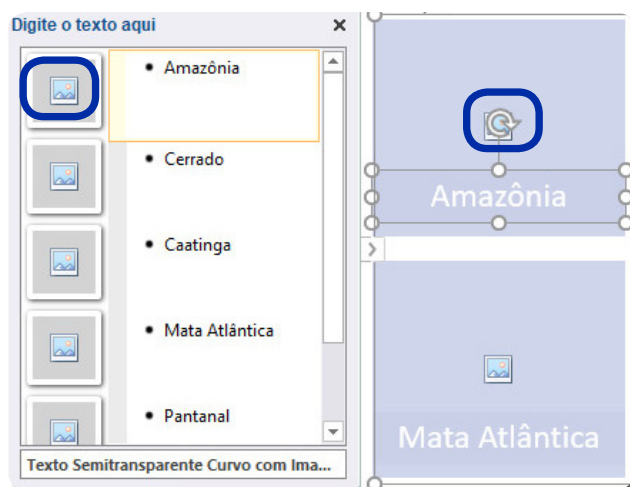 Digite o texto aqui
• Amazônia
• Cerrado
• Caatinga
• Mata Atlântica
• Pantanal
Texto Semitransparente Curvo com Ima...
Amazônia
Mata Atlântica